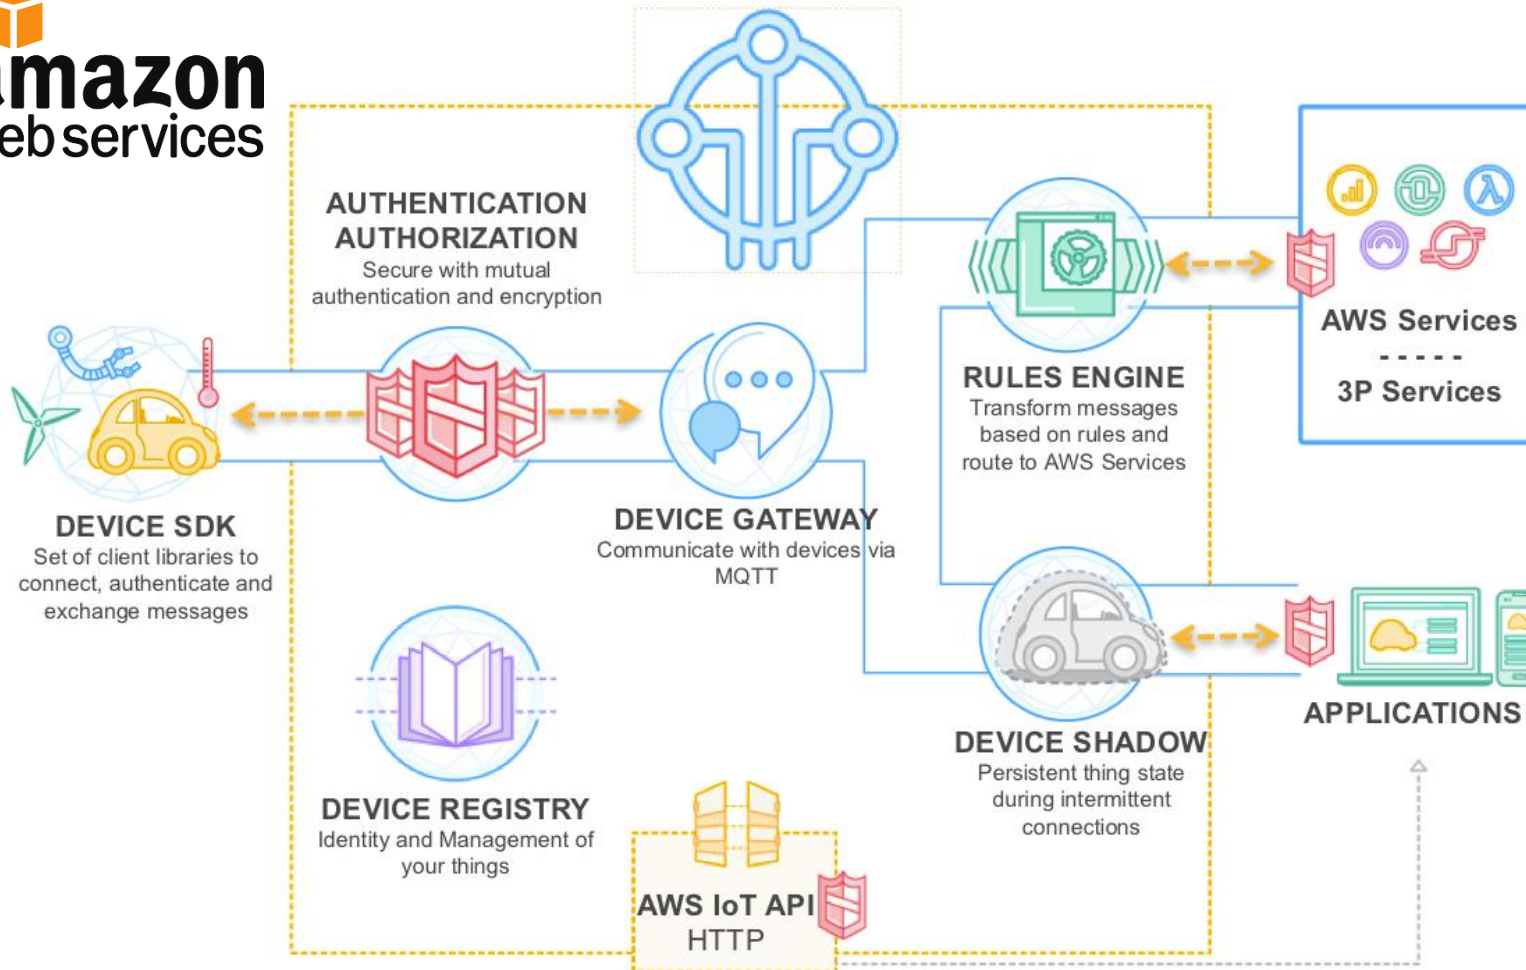 amazon
web services
AUTHENTICATION
AUTHORIZATION
Secure with mutual
authentication and encryption
DEVICE SDK
Set of client libraries to
connect, authenticate and
exchange messages
DEVICE GATEWAY
Communicate with devices via
MQTT
RULES ENGINE
Transform messages
based on rules and
route to AWS Services
AWS Services
- - - - -
3P Services
DEVICE REGISTRY
Identity and Management of
your things
DEVICE SHADOW
Persistent thing state
during intermittent
connections
APPLICATIONS
AWS IoT API
HTTP